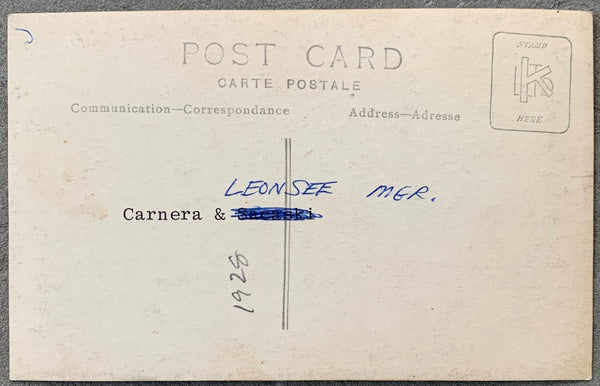 POST CARD
CARTE POSTALE
Communication—Correspondance
Address—Adresse
STAMP
HERE
LEONSEE MGR.
Carnera &
1928